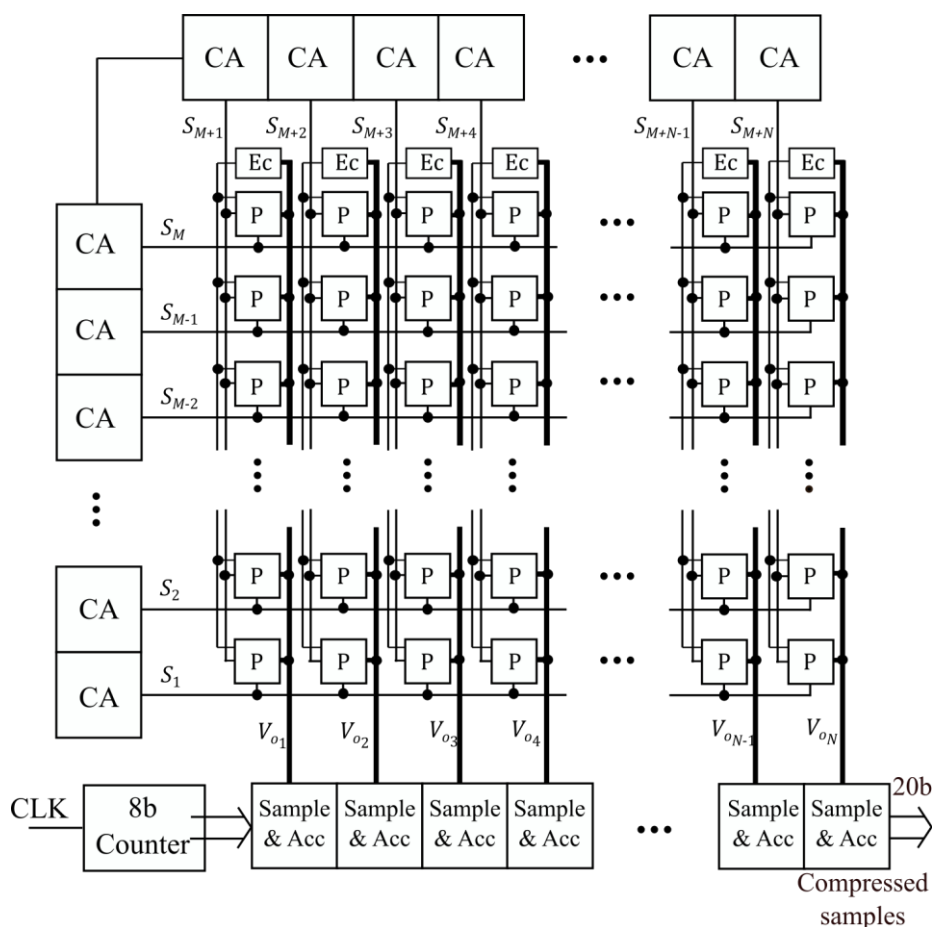 CA CA CA CA ••• CA CA
S_{M+1} S_{M+2} S_{M+3} S_{M+4} S_{M+N-1} S_{M+N}
Ec Ec Ec Ec Ec Ec
CA S_M P P P P ••• P P
CA S_{M-1} P P P P ••• P P
CA S_{M-2} P P P P ••• P P
CA S_2 P P P P ••• P P
CA S_1 P P P P ••• P P
V_{o_1} V_{o_2} V_{o_3} V_{o_4} V_{o_{N-1}} V_{o_N}
CLK
8b
Counter
Sample
& Acc
Sample
& Acc
Sample
& Acc
Sample
& Acc
•••
Sample
& Acc
Sample
& Acc
20b
Compressed
samples